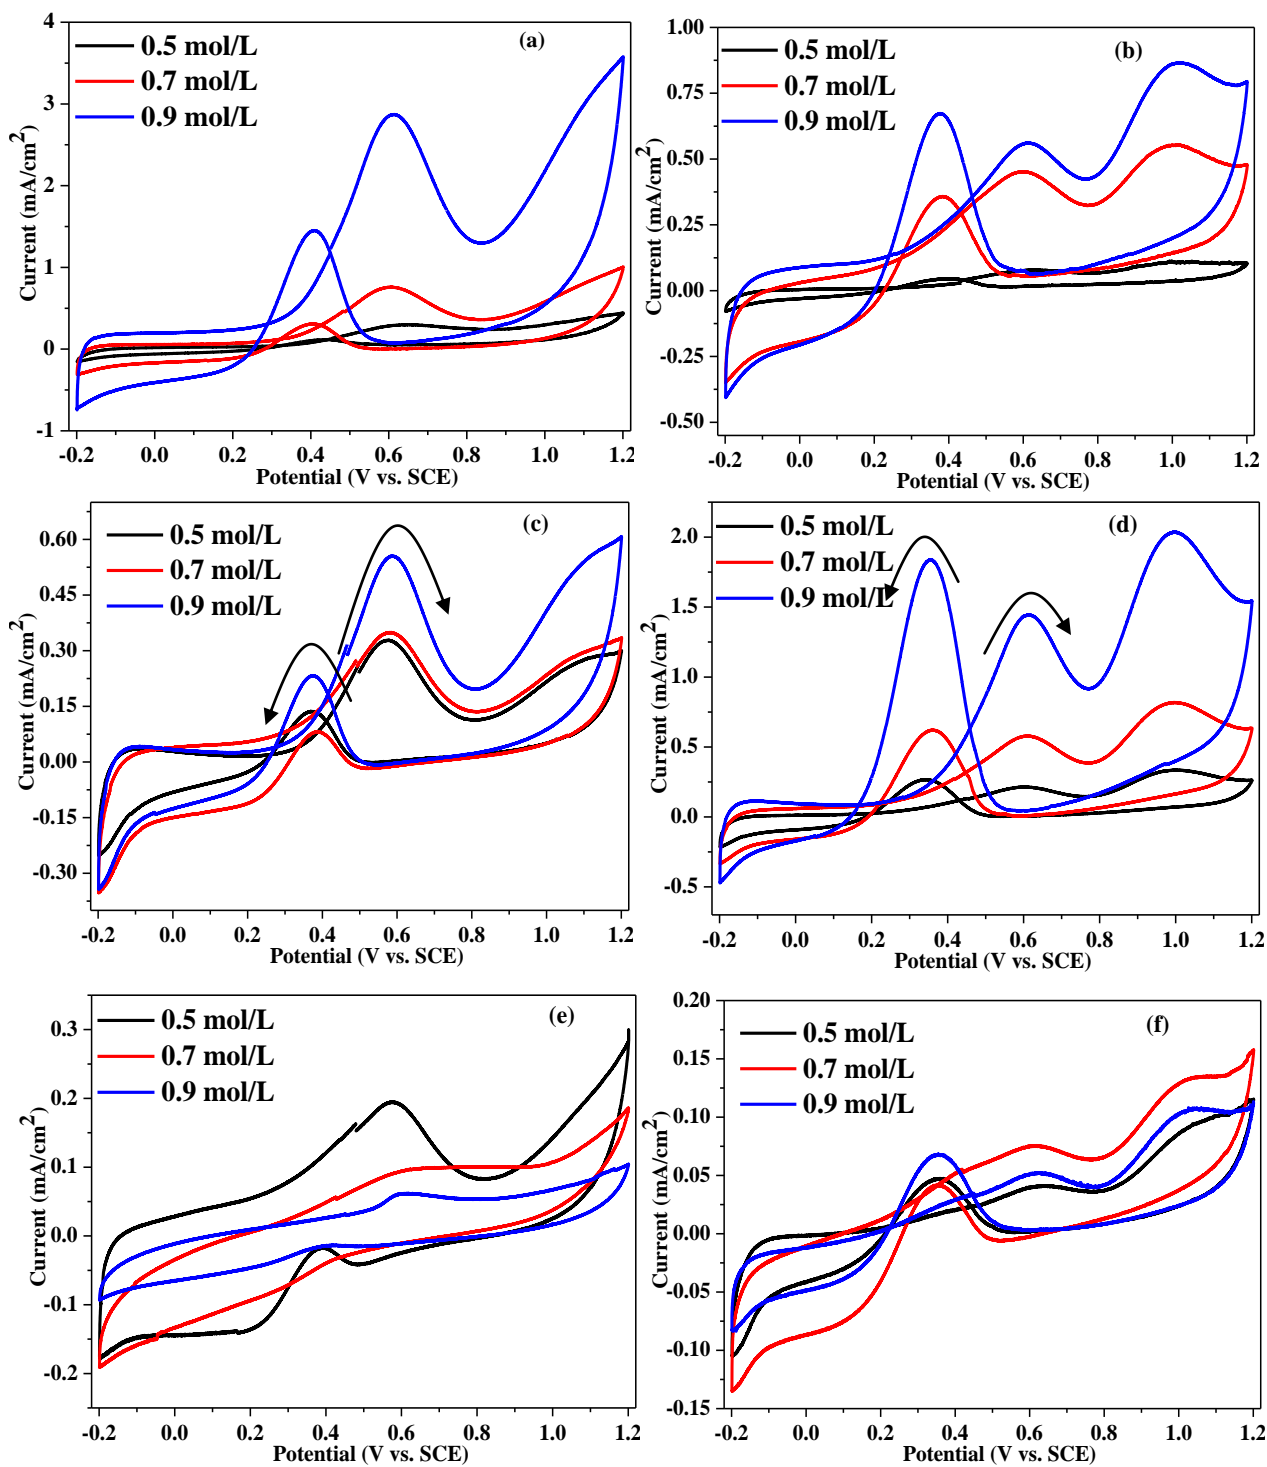 (a)
0.5 mol/L
0.7 mol/L
0.9 mol/L
Current (mA/cm²)
4
3
2
1
0
-1
-0.2 0.0 0.2 0.4 0.6 0.8 1.0 1.2
Potential (V vs. SCE)
(b)
0.5 mol/L
0.7 mol/L
0.9 mol/L
Current (mA/cm²)
1.00
0.75
0.50
0.25
0.00
-0.25
-0.50
-0.2 0.0 0.2 0.4 0.6 0.8 1.0 1.2
Potential (V vs. SCE)
(c)
0.5 mol/L
0.7 mol/L
0.9 mol/L
Current (mA/cm²)
0.60
0.45
0.30
0.15
0.00
-0.15
-0.30
-0.2 0.0 0.2 0.4 0.6 0.8 1.0 1.2
Potential (V vs. SCE)
(d)
0.5 mol/L
0.7 mol/L
0.9 mol/L
Current (mA/cm²)
2.0
1.5
1.0
0.5
0.0
-0.5
-0.2 0.0 0.2 0.4 0.6 0.8 1.0 1.2
Potential (V vs. SCE)
(e)
0.5 mol/L
0.7 mol/L
0.9 mol/L
Current (mA/cm²)
0.3
0.2
0.1
0.0
-0.1
-0.2
-0.2 0.0 0.2 0.4 0.6 0.8 1.0 1.2
Potential (V vs. SCE)
(f)
0.5 mol/L
0.7 mol/L
0.9 mol/L
Current (mA/cm²)
0.20
0.15
0.10
0.05
0.00
-0.05
-0.10
-0.15
-0.2 0.0 0.2 0.4 0.6 0.8 1.0 1.2
Potential (V vs. SCE)